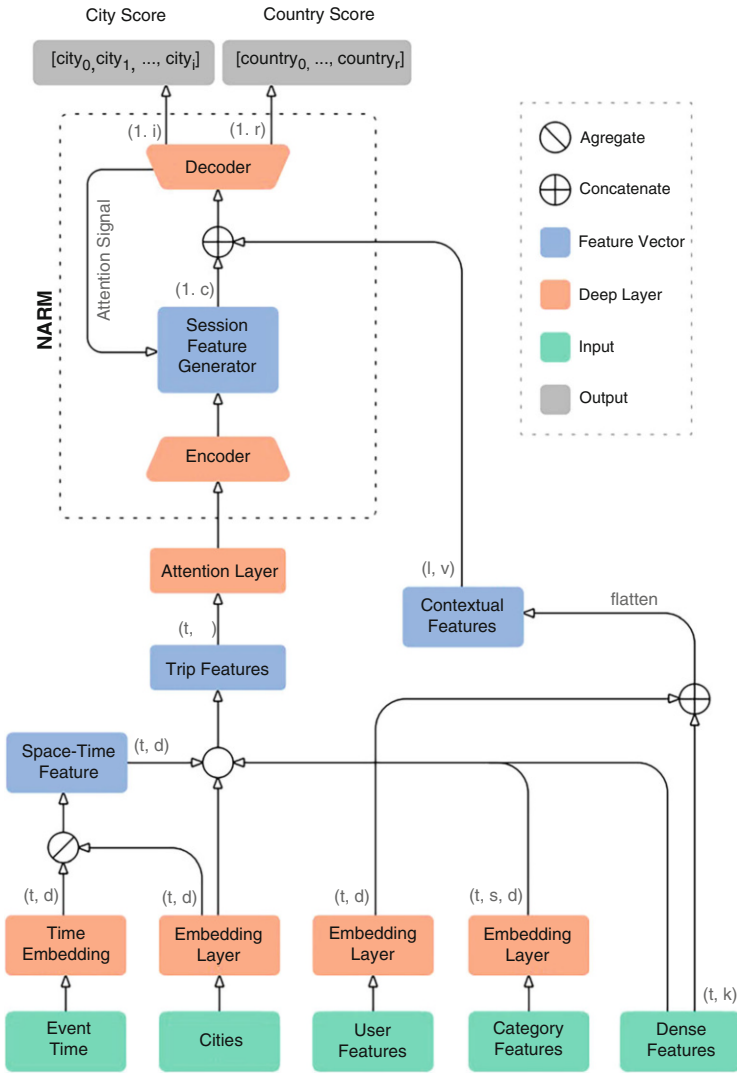 City Score
Country Score
[city0,city1, ..., cityi]
[country0, ..., countryr]
(1. i)
(1. r)
Decoder
Attention Signal
NARM
(1. c)
Session
Feature
Generator
Encoder
Attention Layer
(t,  )
Trip Features
Space-Time
Feature
(t, d)
(l, v)
Contextual
Features
flatten
(t, d)
(t, d)
(t, d)
(t, s, d)
(t, k)
Time
Embedding
Embedding
Layer
Embedding
Layer
Embedding
Layer
Event
Time
Cities
User
Features
Category
Features
Dense
Features
Agregate
Concatenate
Feature Vector
Deep Layer
Input
Output